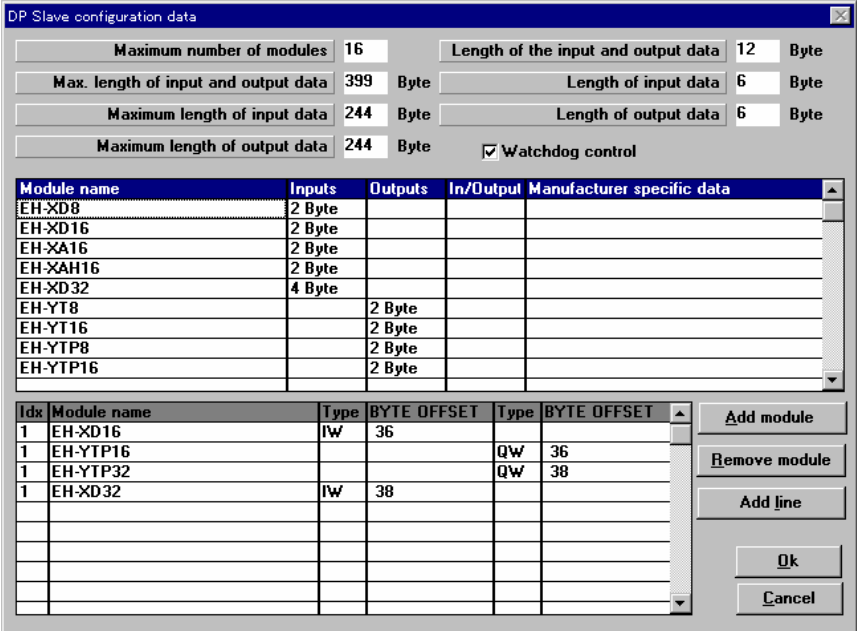 DP Slave configuration data
Maximum number of modules 16 Length of the input and output data 12 Byte
Max. length of input and output data 399 Byte Length of input data 6 Byte
Maximum length of input data 244 Byte Length of output data 6 Byte
Maximum length of output data 244 Byte Watchdog control
Module name Inputs Outputs In/Output Manufacturer specific data
EH-XD8 2 Byte
EH-XD16 2 Byte
EH-XA16 2 Byte
EH-XAH16 2 Byte
EH-XD32 4 Byte
EH-YT8 2 Byte
EH-YT16 2 Byte
EH-YTP8 2 Byte
EH-YTP16 2 Byte
Idx Module name Type BYTE OFFSET Type BYTE OFFSET
1 EH-XD16 IW 36
1 EH-YTP16 QW 36
1 EH-YTP32 QW 38
1 EH-XD32 IW 38
Add module
Remove module
Add line
Ok
Cancel